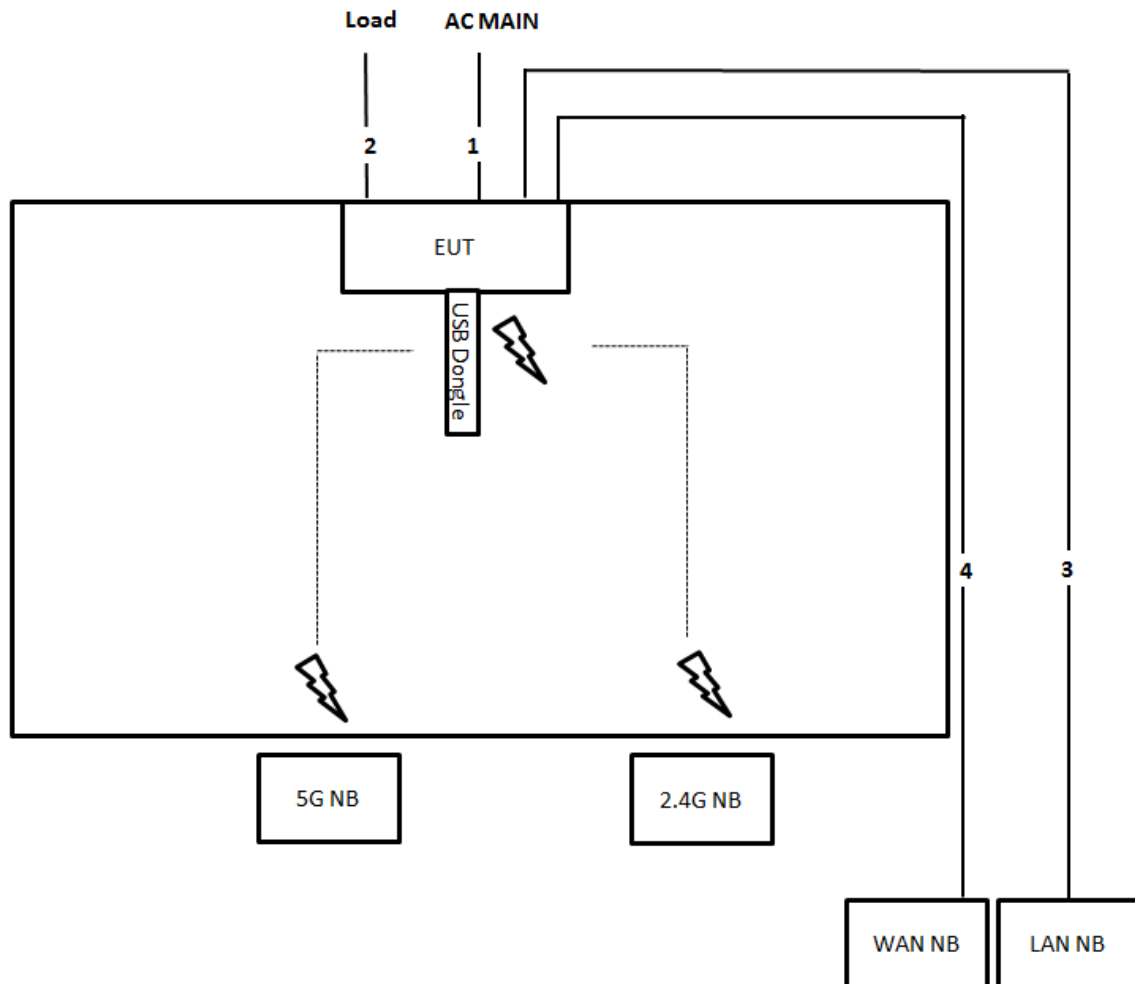 Load
AC MAIN
2
1
EUT
USB Dongle
4
3
5G NB
2.4G NB
WAN NB
LAN NB